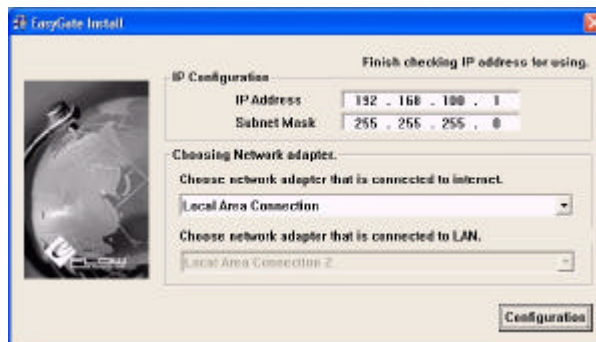 EasyGate Install
Finish checking IP address for using.
IP Configuration
IP Address 192 . 168 . 100 . 1
Subnet Mask 255 . 255 . 255 . 0
Choosing Network adapter.
Choose network adapter that is connected to internet.
Local Area Connection
Choose network adapter that is connected to LAN.
Local Area Connection 2
Configuration